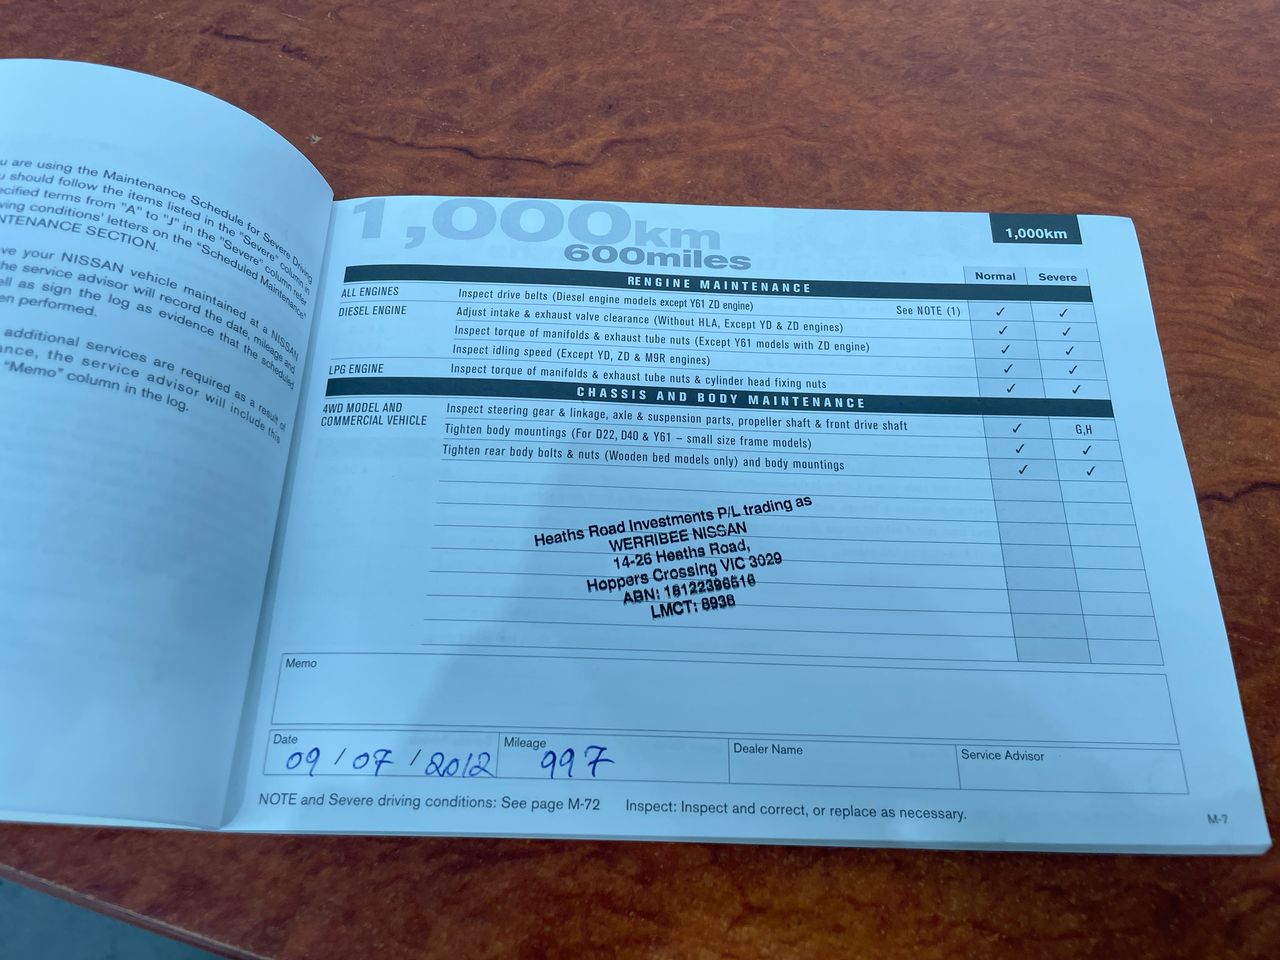 u are using the Maintenance Schedule for Severe Driving
u should follow the items listed in the "Severe" column in
ecified terms from "A" to "J" in the "Severe" column refer
ving conditions' letters on the "Scheduled Maintenance"
NTENANCE SECTION.
ve your NISSAN vehicle maintained at a NISSAN
he service advisor will record the date, mileage and
ell as sign the log as evidence that the scheduled
en performed.
additional services are required as a result of
ance, the service advisor will include this
"Memo" column in the log.
1,000km
600miles
1,000km
Normal Severe
RENGINE MAINTENANCE
ALL ENGINES Inspect drive belts (Diesel engine models except Y61 ZD engine) See NOTE (1) ✓ ✓
DIESEL ENGINE Adjust intake & exhaust valve clearance (Without HLA, Except YD & ZD engines) ✓ ✓
Inspect torque of manifolds & exhaust tube nuts (Except Y61 models with ZD engine) ✓ ✓
Inspect idling speed (Except YD, ZD & M9R engines) ✓ ✓
LPG ENGINE Inspect torque of manifolds & exhaust tube nuts & cylinder head fixing nuts ✓ ✓
CHASSIS AND BODY MAINTENANCE
4WD MODEL AND Inspect steering gear & linkage, axle & suspension parts, propeller shaft & front drive shaft ✓ G,H
COMMERCIAL VEHICLE Tighten body mountings (For D22, D40 & Y61 – small size frame models) ✓ ✓
Tighten rear body bolts & nuts (Wooden bed models only) and body mountings ✓ ✓
Heaths Road Investments P/L trading as
WERRIBEE NISSAN
14-26 Heaths Road,
Hoppers Crossing VIC 3029
ABN: 18122396516
LMCT: 8938
Memo
Date 09/07/2012 Mileage 997 Dealer Name Service Advisor
NOTE and Severe driving conditions: See page M-72 Inspect: Inspect and correct, or replace as necessary.
M-7